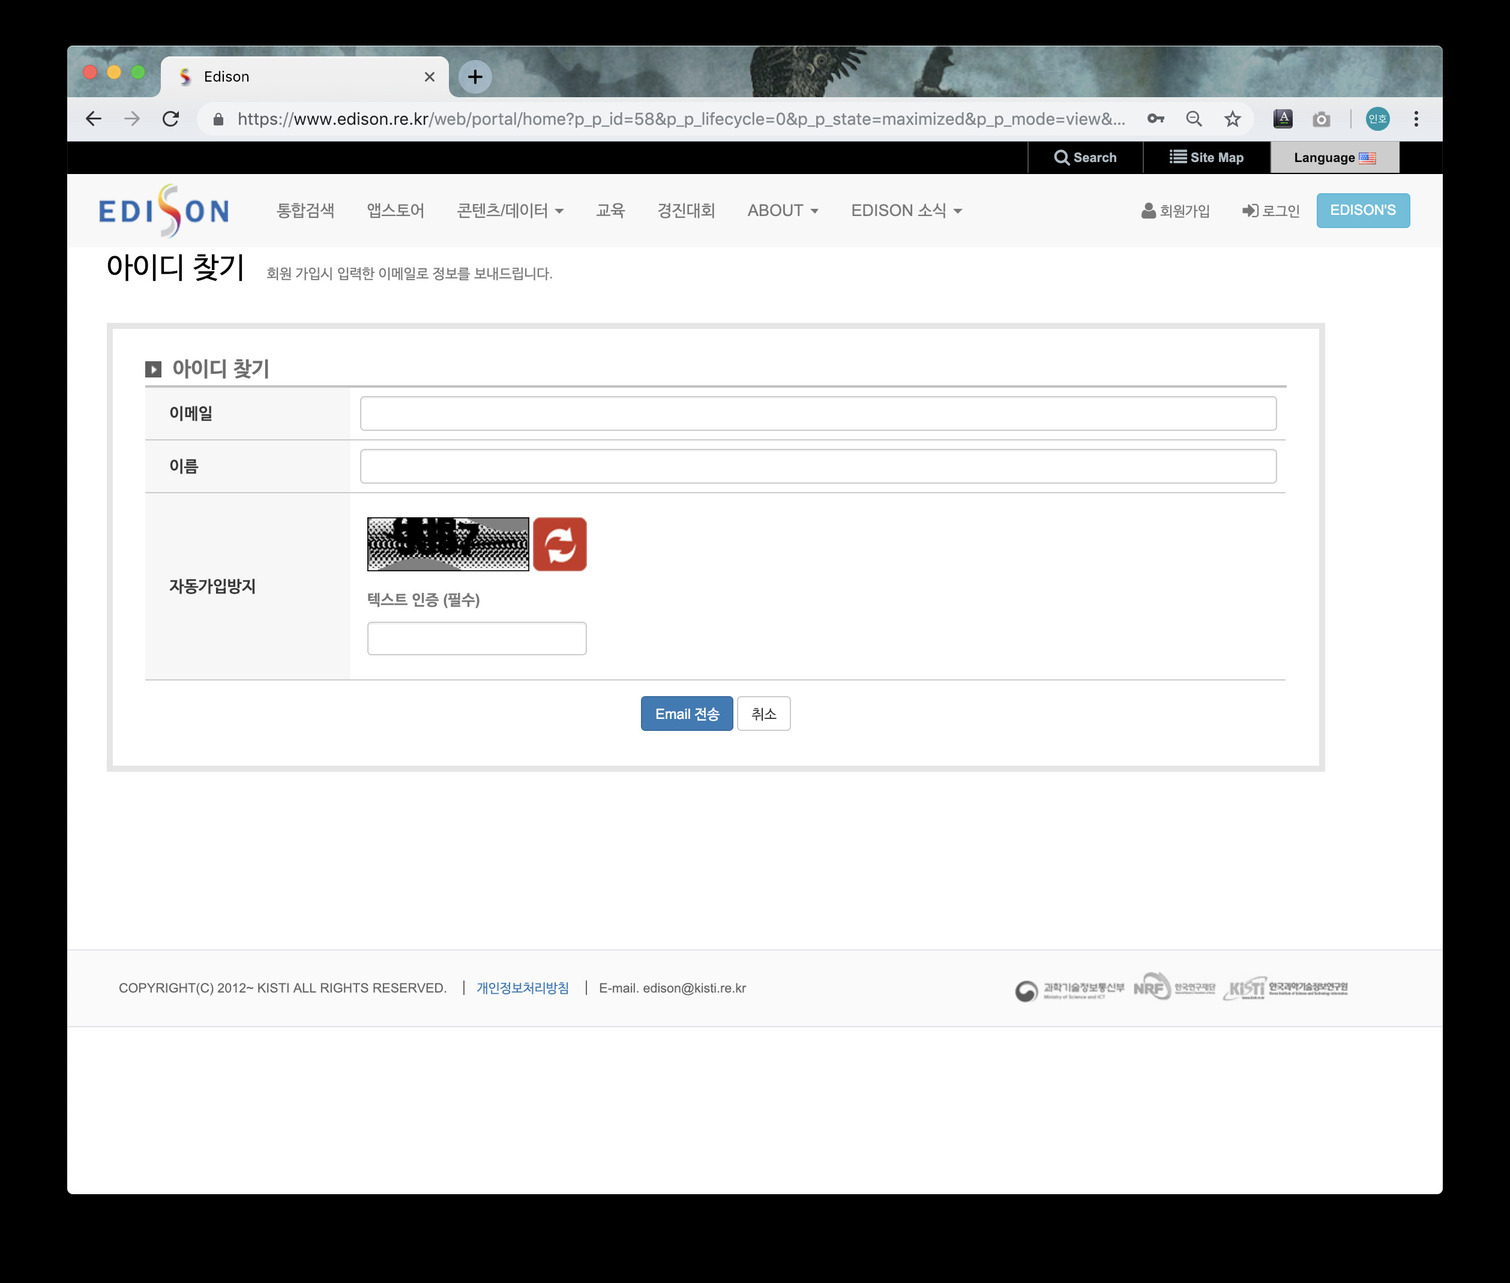 Edison
https://www.edison.re.kr/web/portal/home?p_p_id=58&p_p_lifecycle=0&p_p_state=maximized&p_p_mode=view&...
인호
Search
Site Map
Language
EDISON
통합검색
앱스토어
콘텐츠/데이터
교육
경진대회
ABOUT
EDISON 소식
회원가입
로그인
EDISON'S
아이디 찾기
회원 가입시 입력한 이메일로 정보를 보내드립니다.
아이디 찾기
이메일
이름
자동가입방지
텍스트 인증 (필수)
Email 전송
취소
COPYRIGHT(C) 2012~ KISTI ALL RIGHTS RESERVED.
개인정보처리방침
E-mail. edison@kisti.re.kr
과학기술정보통신부
Ministry of Science and ICT
NRF
한국연구재단
KISTI
한국과학기술정보연구원